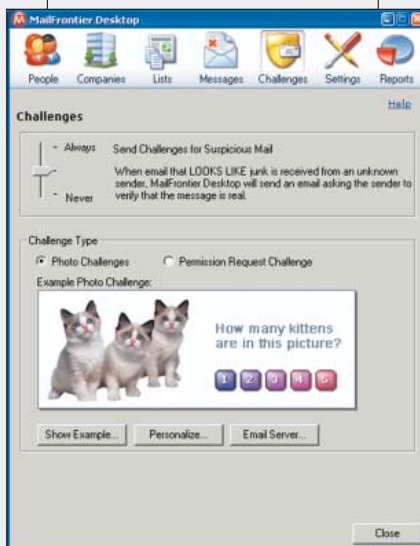 MailFrontier Desktop
People Companies Lists Messages Challenges Settings Reports
Help
Challenges
Always
Send Challenges for Suspicious Mail
When email that LOOKS LIKE junk is received from an unknown
sender, MailFrontier Desktop will send an email asking the sender to
verify that the message is real.
Never
Challenge Type
Photo Challenges Permission Request Challenge
Example Photo Challenge:
How many kittens
are in this picture?
1 2 3 4 5
Show Example... Personalize... Email Server...
Close